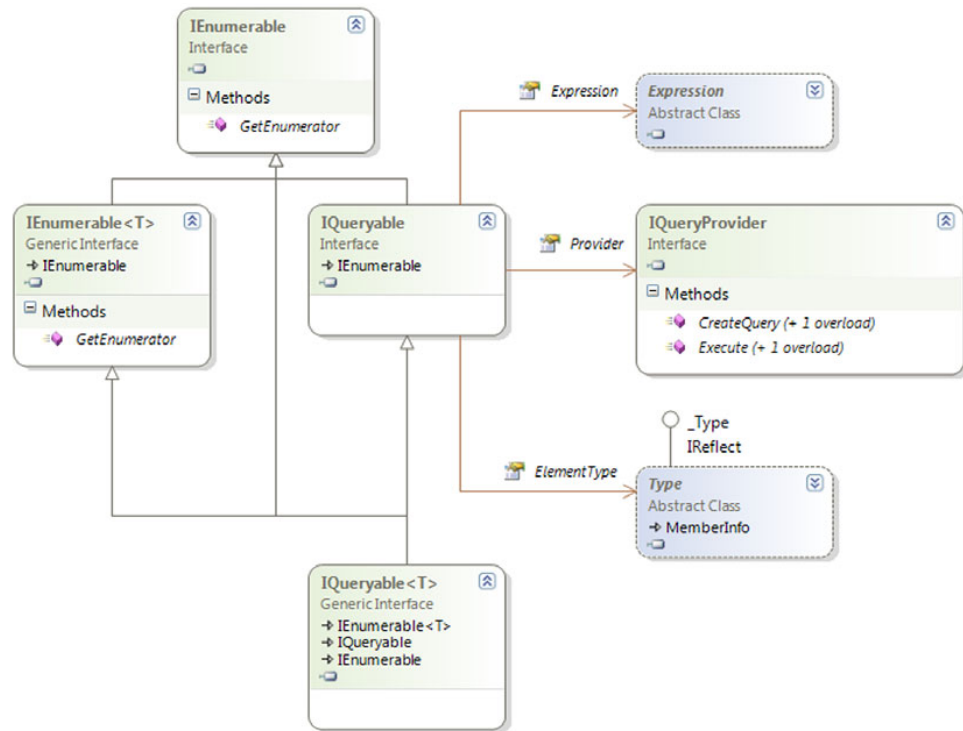 IEnumerable
Interface
Methods
GetEnumerator
Expression
Expression
Abstract Class
IEnumerable<T>
Generic Interface
IEnumerable
Methods
GetEnumerator
IQueryable
Interface
IEnumerable
Provider
IQueryProvider
Interface
Methods
CreateQuery (+ 1 overload)
Execute (+ 1 overload)
_Type
IReflect
ElementType
Type
Abstract Class
MemberInfo
IQueryable<T>
Generic Interface
IEnumerable<T>
IQueryable
IEnumerable